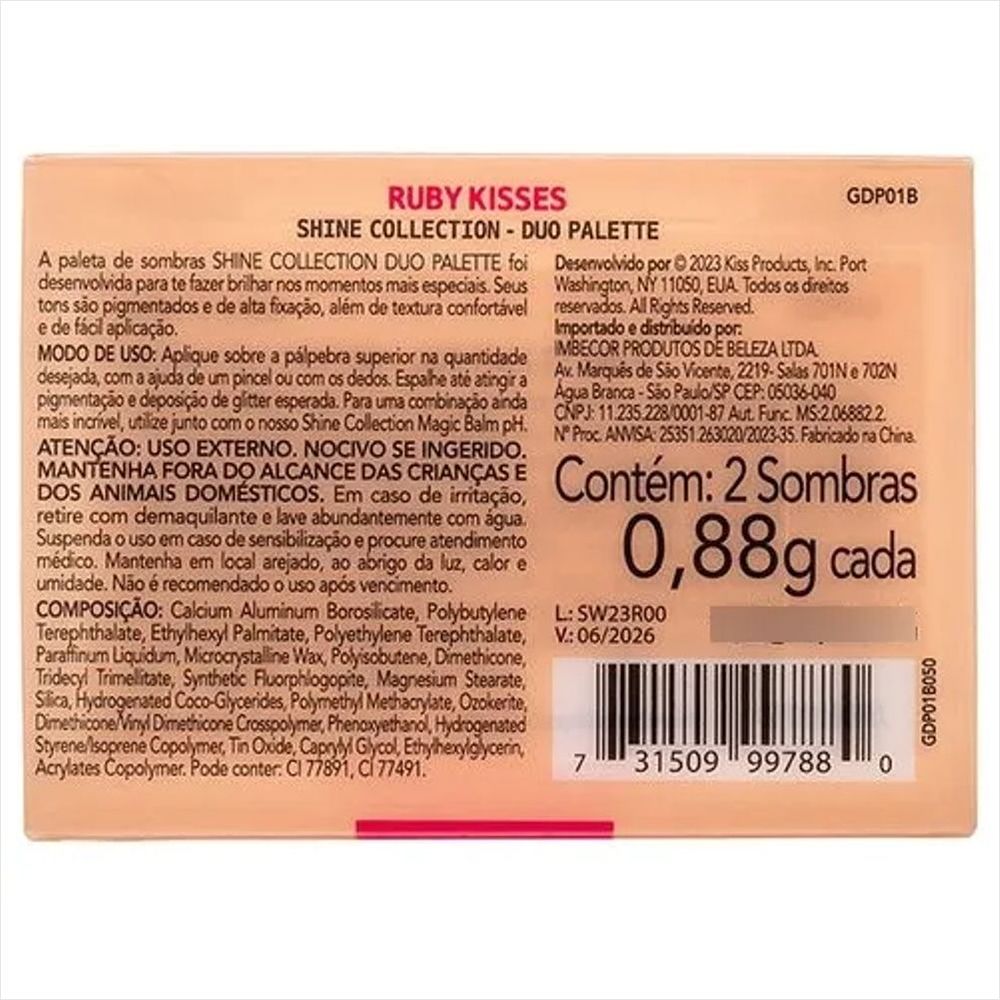 RUBY KISSES
GDP01B
SHINE COLLECTION - DUO PALETTE
A paleta de sombras SHINE COLLECTION DUO PALETTE foi
desenvolvida para te fazer brilhar nos momentos mais especiais. Seus
tons são pigmentados e de alta fixação, além de textura confortável
e de fácil aplicação.
MODO DE USO: Aplique sobre a pálpebra superior na quantidade
desejada, com a ajuda de um pincel ou com os dedos. Espalhe até atingir a
pigmentação e deposição de glitter esperada. Para uma combinação ainda
mais incrível, utilize junto com o nosso Shine Collection Magic Balm pH.
ATENÇÃO: USO EXTERNO. NOCIVO SE INGERIDO.
MANTENHA FORA DO ALCANCE DAS CRIANÇAS E
DOS ANIMAIS DOMÉSTICOS. Em caso de irritação,
retire com demaquilante e lave abundantemente com água.
Suspenda o uso em caso de sensibilização e procure atendimento
médico. Mantenha em local arejado, ao abrigo da luz, calor e
umidade. Não é recomendado o uso após vencimento.
COMPOSIÇÃO: Calcium Aluminum Borosilicate, Polybutylene
Terephthalate, Ethylhexyl Palmitate, Polyethylene Terephthalate,
Paraffinum Liquidum, Microcrystalline Wax, Polyisobutene, Dimethicone,
Tridecyl Trimellitate, Synthetic Fluorphlogopite, Magnesium Stearate,
Silica, Hydrogenated Coco-Glycerides, Polymethyl Methacrylate, Ozokerite,
Dimethicone/Vinyl Dimethicone Crosspolymer, Phenoxyethanol, Hydrogenated
Styrene/Isoprene Copolymer, Tin Oxide, Caprylyl Glycol, Ethylhexylglycerin,
Acrylates Copolymer. Pode conter: CI 77891, CI 77491.
Desenvolvido por © 2023 Kiss Products, Inc. Port
Washington, NY 11050, EUA. Todos os direitos
reservados. All Rights Reserved.
Importado e distribuído por:
IMBECOR PRODUTOS DE BELEZA LTDA.
Av. Marquês de São Vicente, 2219- Salas 701N e 702N
Água Branca - São Paulo/SP CEP: 05036-040
CNPJ: 11.235.228/0001-87 Aut. Func. MS:2.06882.2.
Nº Proc. ANVISA: 25351.263020/2023-35. Fabricado na China.
Contém: 2 Sombras
0,88g cada
L.: SW23R00
V.: 06/2026
7 31509 99788 0
GDP01B050